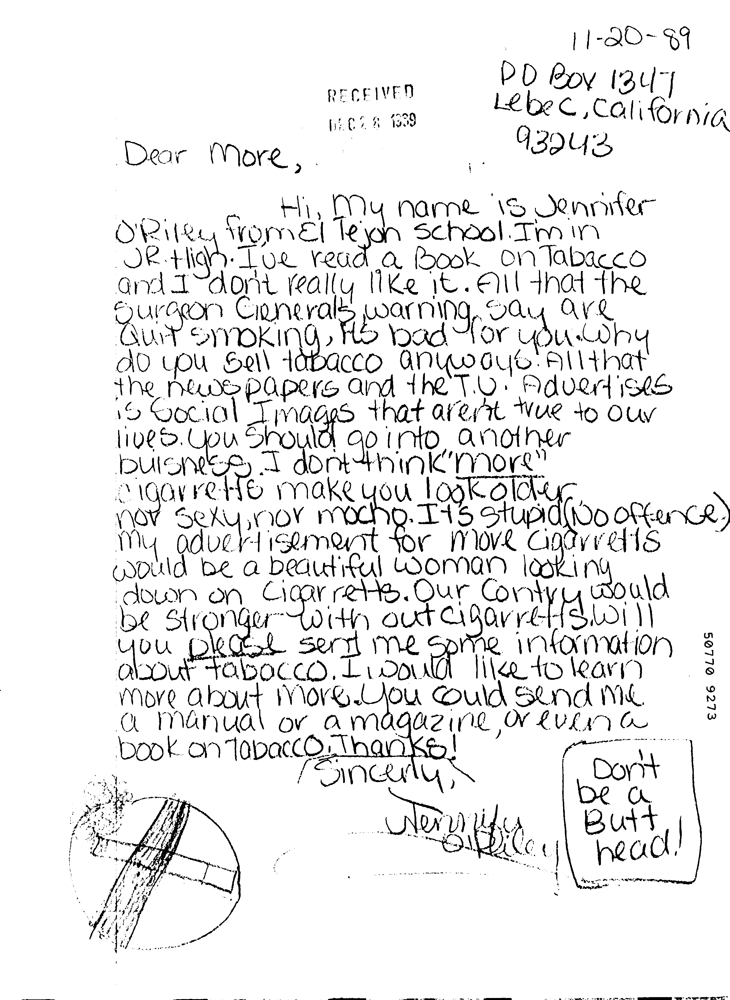 11-20-89
PO Box 1347
Lebec, California
93243
RECEIVED
DEC 28 1989
Dear More,
Hi, My name is Jennifer
O'Riley from El Tejon School. I'm in
JR. High. I've read a Book on Tabacco
and I don't really like it. All that the
Surgeon Generals warning say are
Quit smoking, its bad for you. Why
do you sell tabacco anyways. All that
the newspapers and the T.V. Advertises
is Social Images that aren't true to our
lives. You should go into another
buisness. I dont think "more"
cigarretts make you look older,
nor sexy, nor mocho. It's stupid (No offence.)
My advertisement for more cigarretts
would be a beautiful woman looking
down on cigarretts. Our Contry would
be stronger with out cigarretts. Will
you please send me some information
about tabocco. I would like to learn
more about more. You could send me
a manual or a magazine, or even a
book on Tabacco. Thanks!
Sincerly,
Jennifer
O'Riley
Don't
be a
Butt
head!
50770 9273